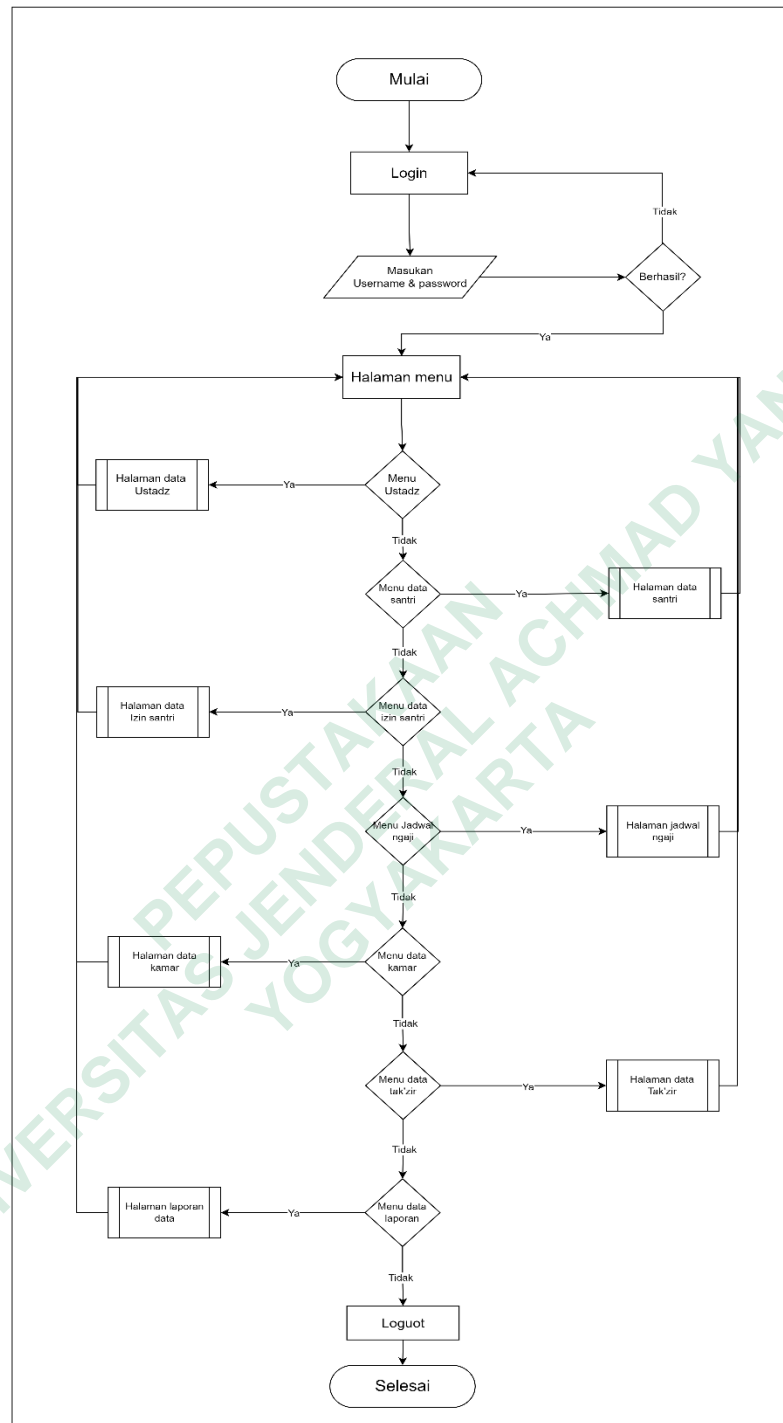 Mulai
Login
Tidak
Masukan
Username & password
Berhasil?
Ya
Halaman menu
Halaman data
Ustadz
Ya
Menu
Ustadz
Tidak
Menu data
santri
Ya
Halaman data
santri
Tidak
Halaman data
Izin santri
Ya
Menu data
izin santri
Tidak
Menu Jadwal
ngaji
Ya
Halaman jadwal
ngaji
Tidak
Halaman data
kamar
Ya
Menu data
kamar
Tidak
Menu data
tak'zir
Ya
Halaman data
Tak'zir
Tidak
Halaman laporan
data
Ya
Menu data
laporan
Tidak
Loguot
Selesai
PEPUSTAKAAN
IVERSITAS JENDERAL ACHMAD YAN
YOGYAKARTA